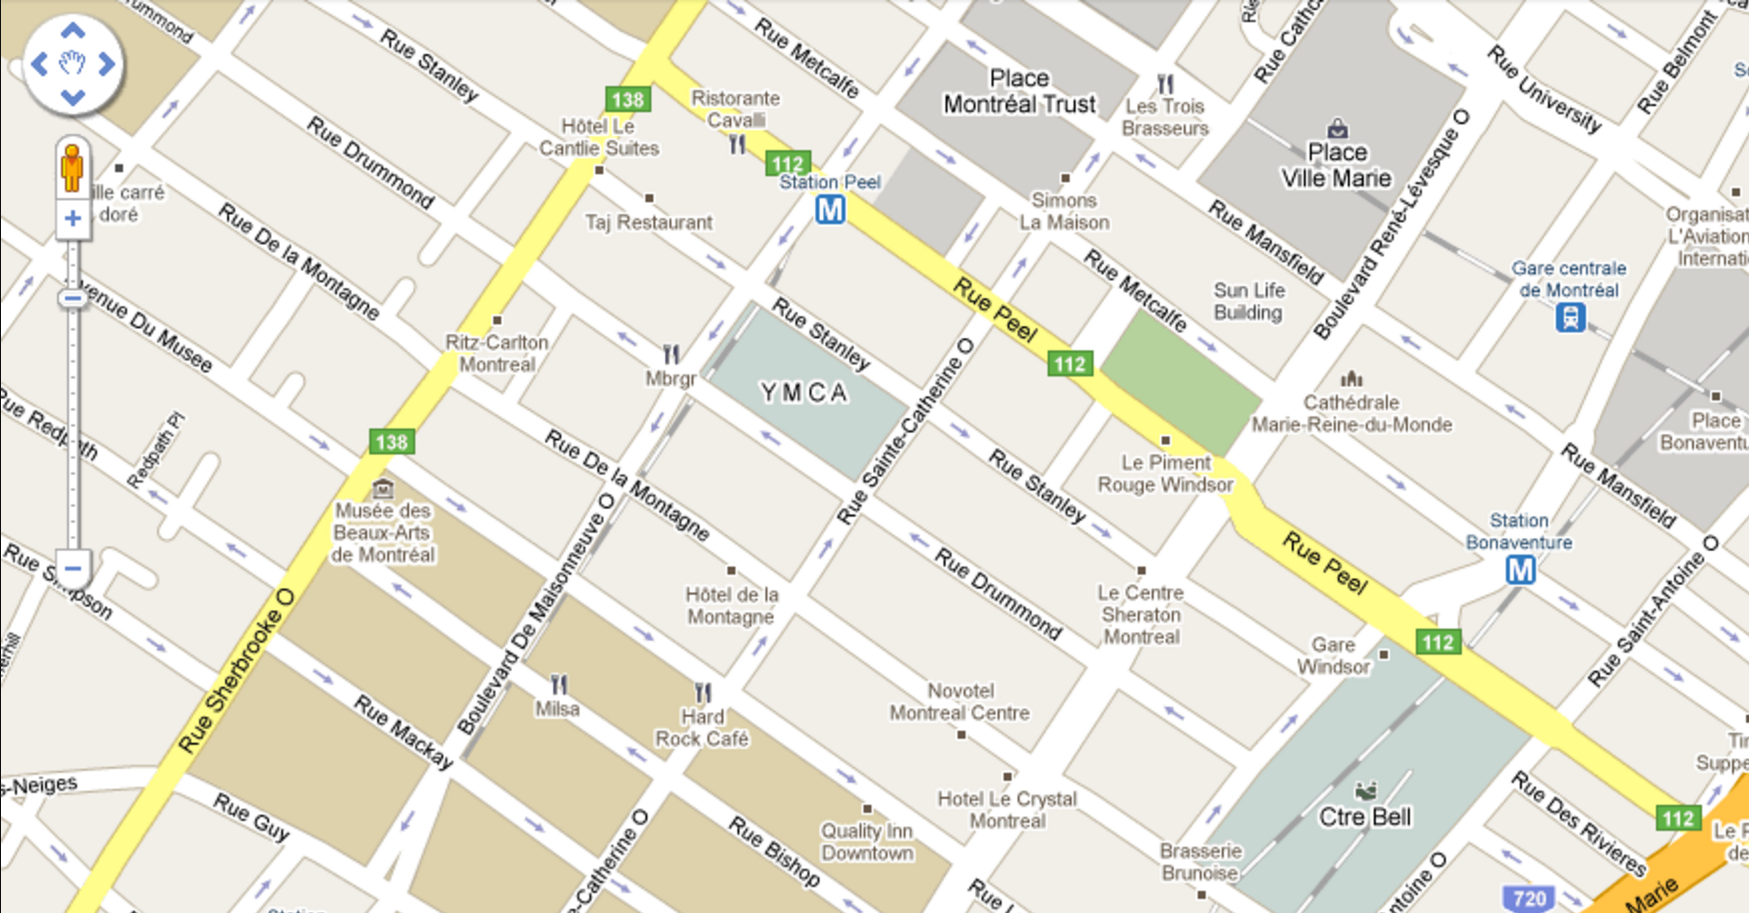 Rue Stanley
Rue Metcalfe
Place
Montréal Trust
Les Trois
Brasseurs
Rue University
Rue Belmont
138
Ristorante
Hôtel Le
Cantlie Suites
112
Station Peel
M
Place
Ville Marie
Rue Drummond
doré
Taj Restaurant
Simons
La Maison
Rue Mansfield
Boulevard René-Lévesque O
Rue De la Montagne
Gare centrale
de Montréal
Rue Peel
Rue Metcalfe
Sun Life
Building
Avenue Du Musee
Ritz-Carlton
Montreal
Mbrgr
Rue Stanley
YMCA
112
Cathédrale
Marie-Reine-du-Monde
Place
Redpath Pl
138
Rue Sainte-Catherine O
Le Piment
Rouge Windsor
Rue De la Montagne
Rue Stanley
Rue Mansfield
Musée des
Beaux-Arts
de Montréal
Station
Bonaventure
M
Rue Simpson
Boulevard De Maisonneuve O
Hôtel de la
Montagne
Rue Drummond
Le Centre
Sheraton
Montreal
Rue Peel
Rue Saint-Antoine O
112
Gare
Windsor
Rue Sherbrooke O
Milsa
Hard
Rock Café
Novotel
Montreal Centre
Rue Mackay
s-Neiges
Rue Guy
Hotel Le Crystal
Montreal
Ctre Bell
Rue Des Rivieres
112
Quality Inn
Downtown
Rue Bishop
-Catherine O
Brasserie
Brunoise
ntoine O
720
Marie